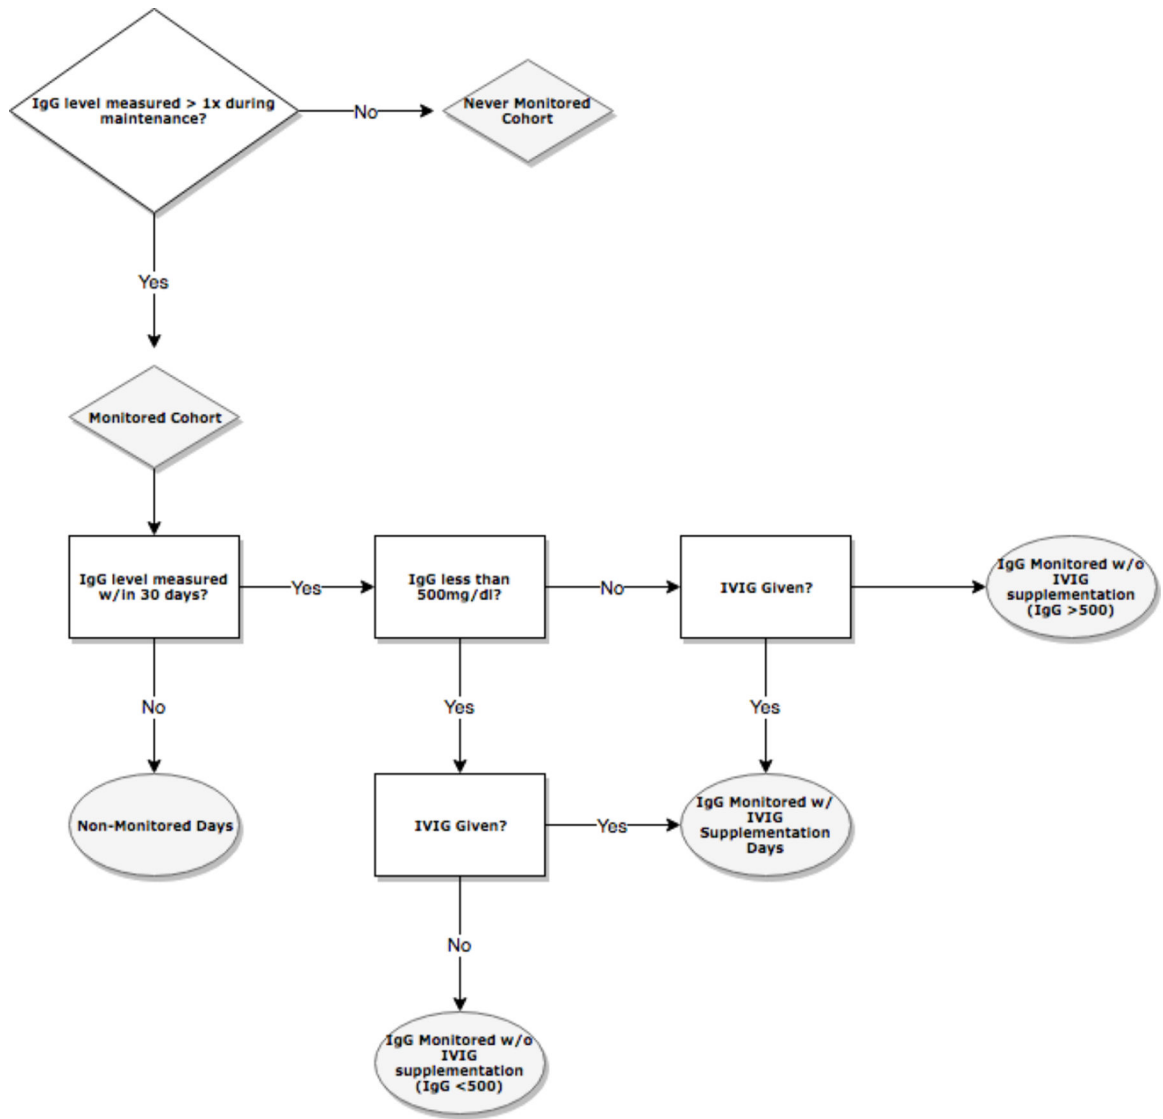 IgG level measured > 1x during
maintenance?
No
Never Monitored
Cohort
Yes
Monitored Cohort
IgG level measured
w/in 30 days?
Yes
IgG less than
500mg/dl?
No
IVIG Given?
IgG Monitored w/o
IVIG
supplementation
(IgG >500)
No
Yes
Yes
Non-Monitored Days
IVIG Given?
Yes
IgG Monitored w/
IVIG
Supplementation
Days
No
IgG Monitored w/o
IVIG
supplementation
(IgG <500)